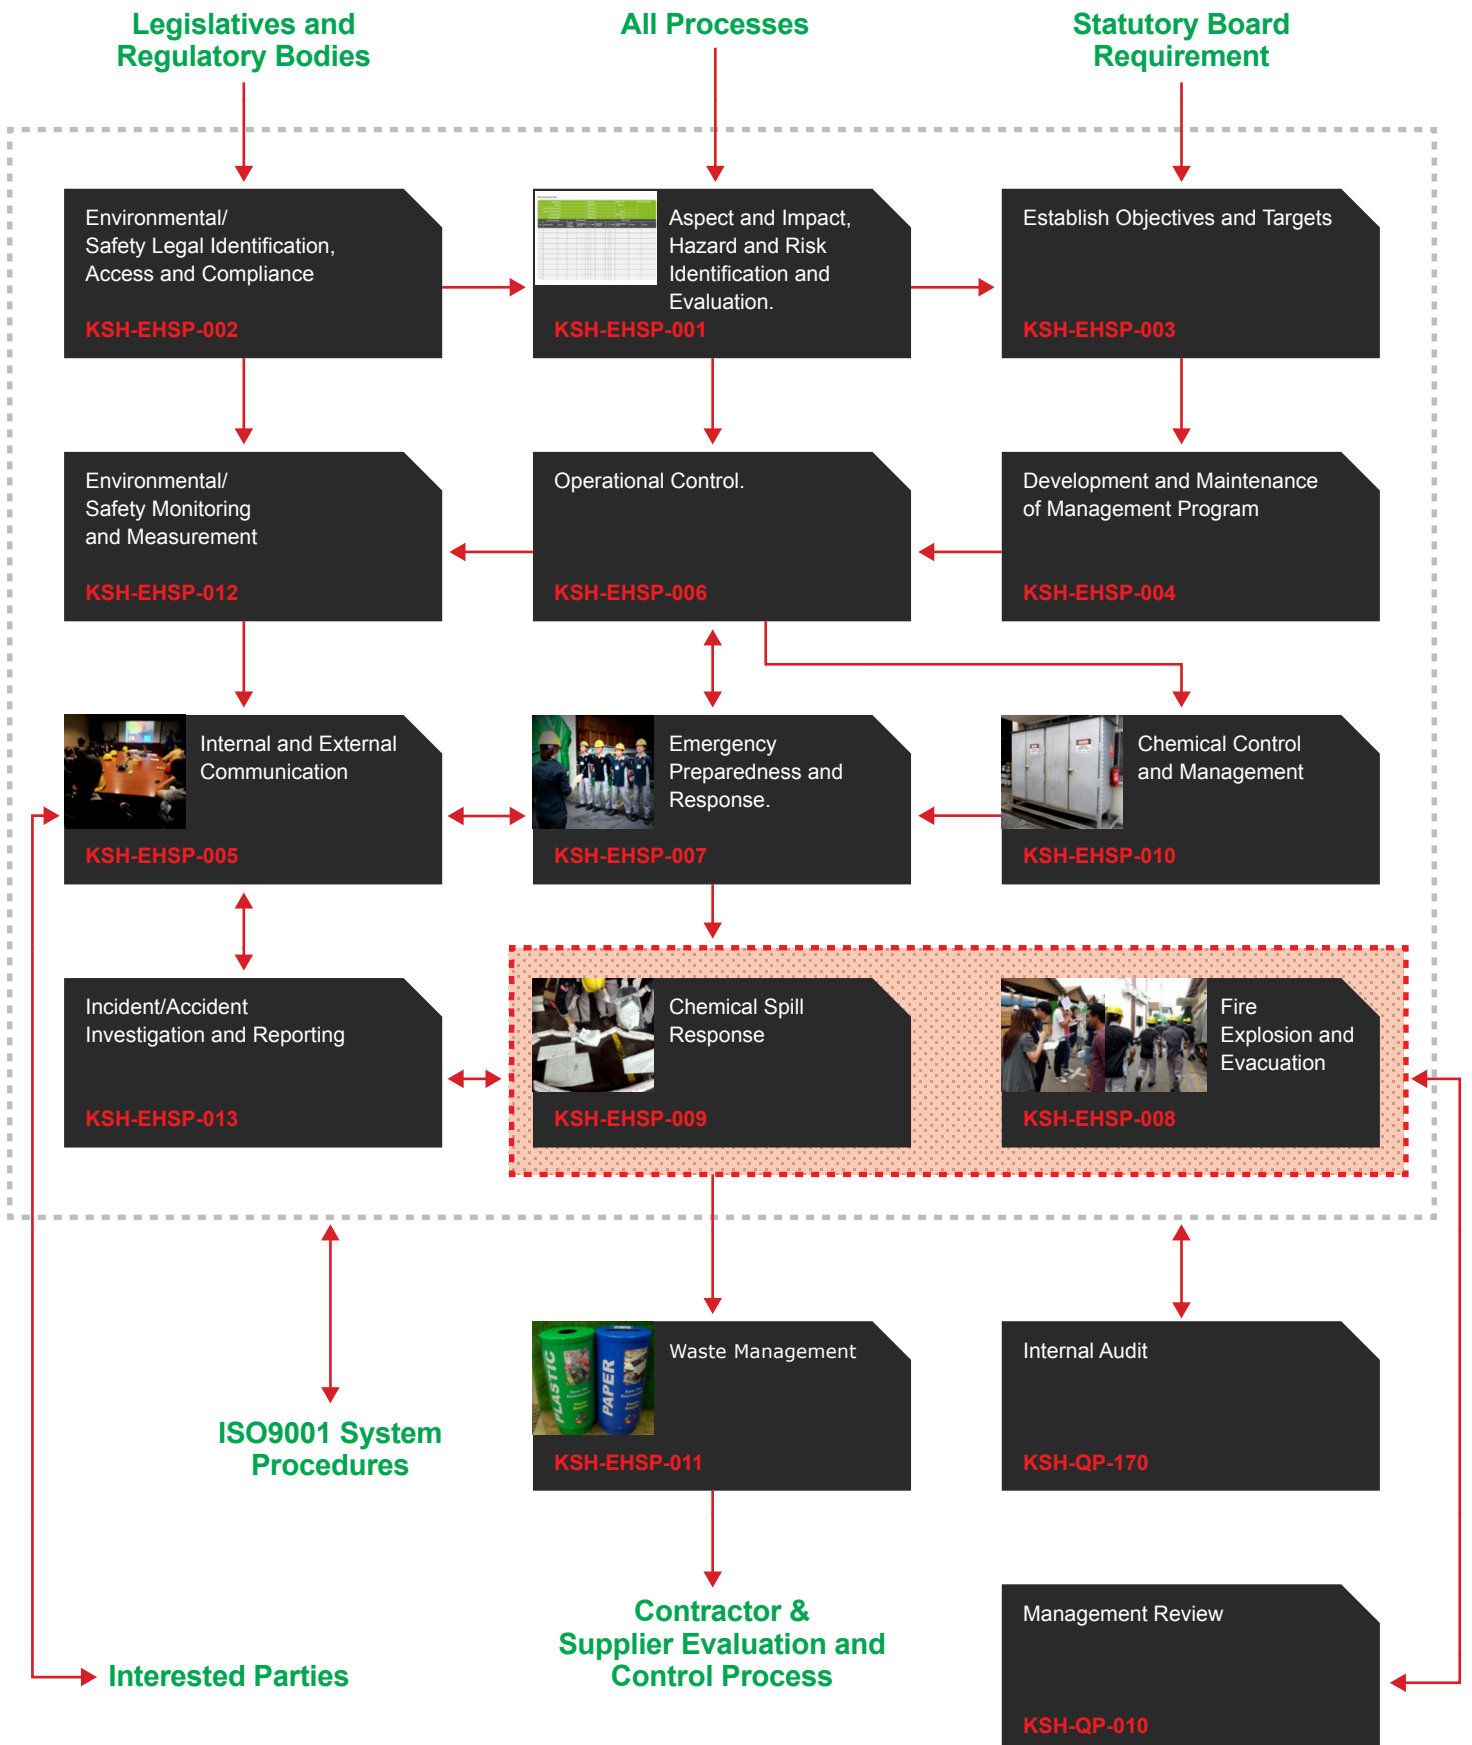 Legislatives and
Regulatory Bodies
All Processes
Statutory Board
Requirement
Environmental/
Safety Legal Identification,
Access and Compliance
KSH-EHSP-002
Aspect and Impact,
Hazard and Risk
Identification and
Evaluation.
KSH-EHSP-001
Establish Objectives and Targets
KSH-EHSP-003
Environmental/
Safety Monitoring
and Measurement
KSH-EHSP-012
Operational Control.
KSH-EHSP-006
Development and Maintenance
of Management Program
KSH-EHSP-004
Internal and External
Communication
KSH-EHSP-005
Emergency
Preparedness and
Response.
KSH-EHSP-007
Chemical Control
and Management
KSH-EHSP-010
Incident/Accident
Investigation and Reporting
KSH-EHSP-013
Chemical Spill
Response
KSH-EHSP-009
Fire
Explosion and
Evacuation
KSH-EHSP-008
ISO9001 System
Procedures
PLASTIC
PAPER
Waste Management
KSH-EHSP-011
Internal Audit
KSH-QP-170
Interested Parties
Contractor &
Supplier Evaluation and
Control Process
Management Review
KSH-QP-010